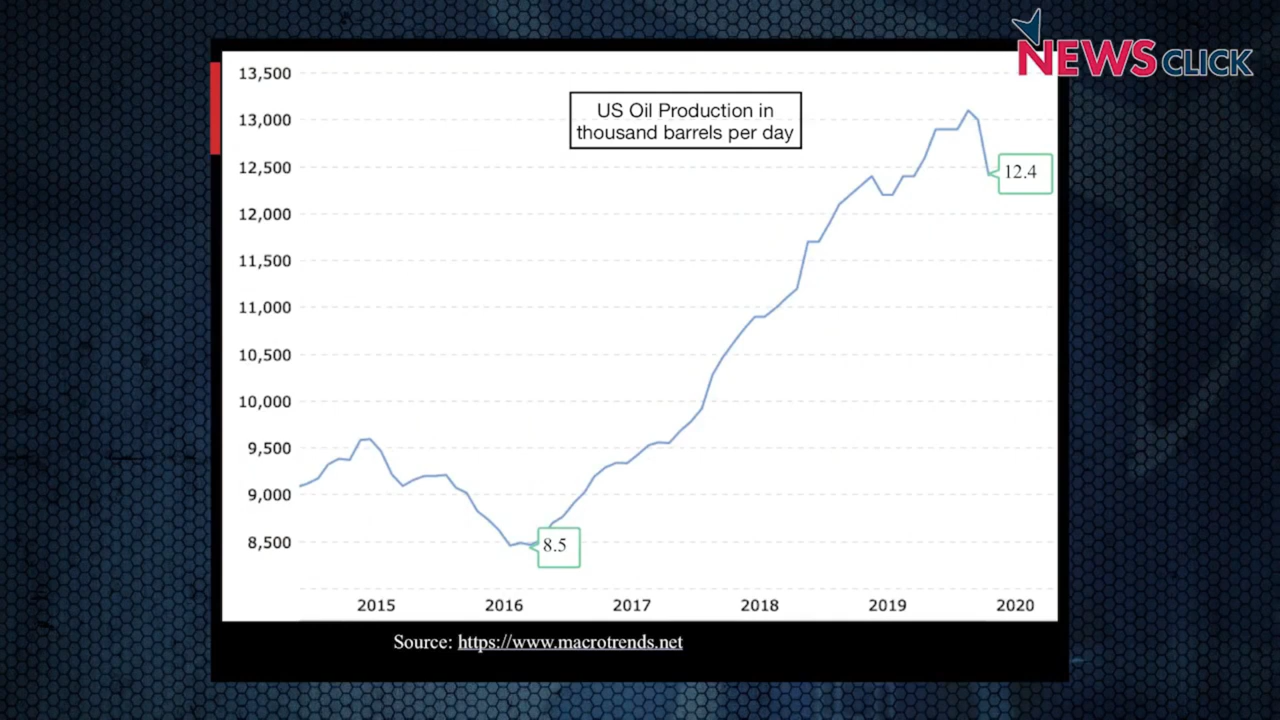 NEWSCLICK
13,500
US Oil Production in
thousand barrels per day
13,000
12,500
12.4
12,000
11,500
11,000
10,500
10,000
9,500
9,000
8,500
8.5
2015 2016 2017 2018 2019 2020
Source: https://www.macrotrends.net